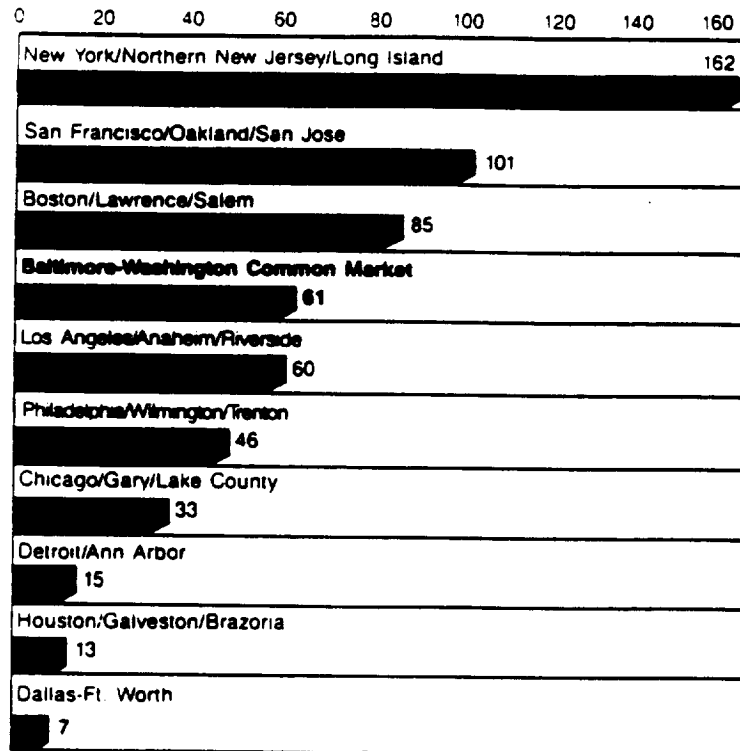 0 20 40 60 80 100 120 140 160
New York/Northern New Jersey/Long Island 162
San Francisco/Oakland/San Jose
101
Boston/Lawrence/Salem
85
Baltimore-Washington Common Market
61
Los Angeles/Anaheim/Riverside
60
Philadelphia/Wilmington/Trenton
46
Chicago/Gary/Lake County
33
Detroit/Ann Arbor
15
Houston/Galveston/Brazoria
13
Dallas-Ft. Worth
7